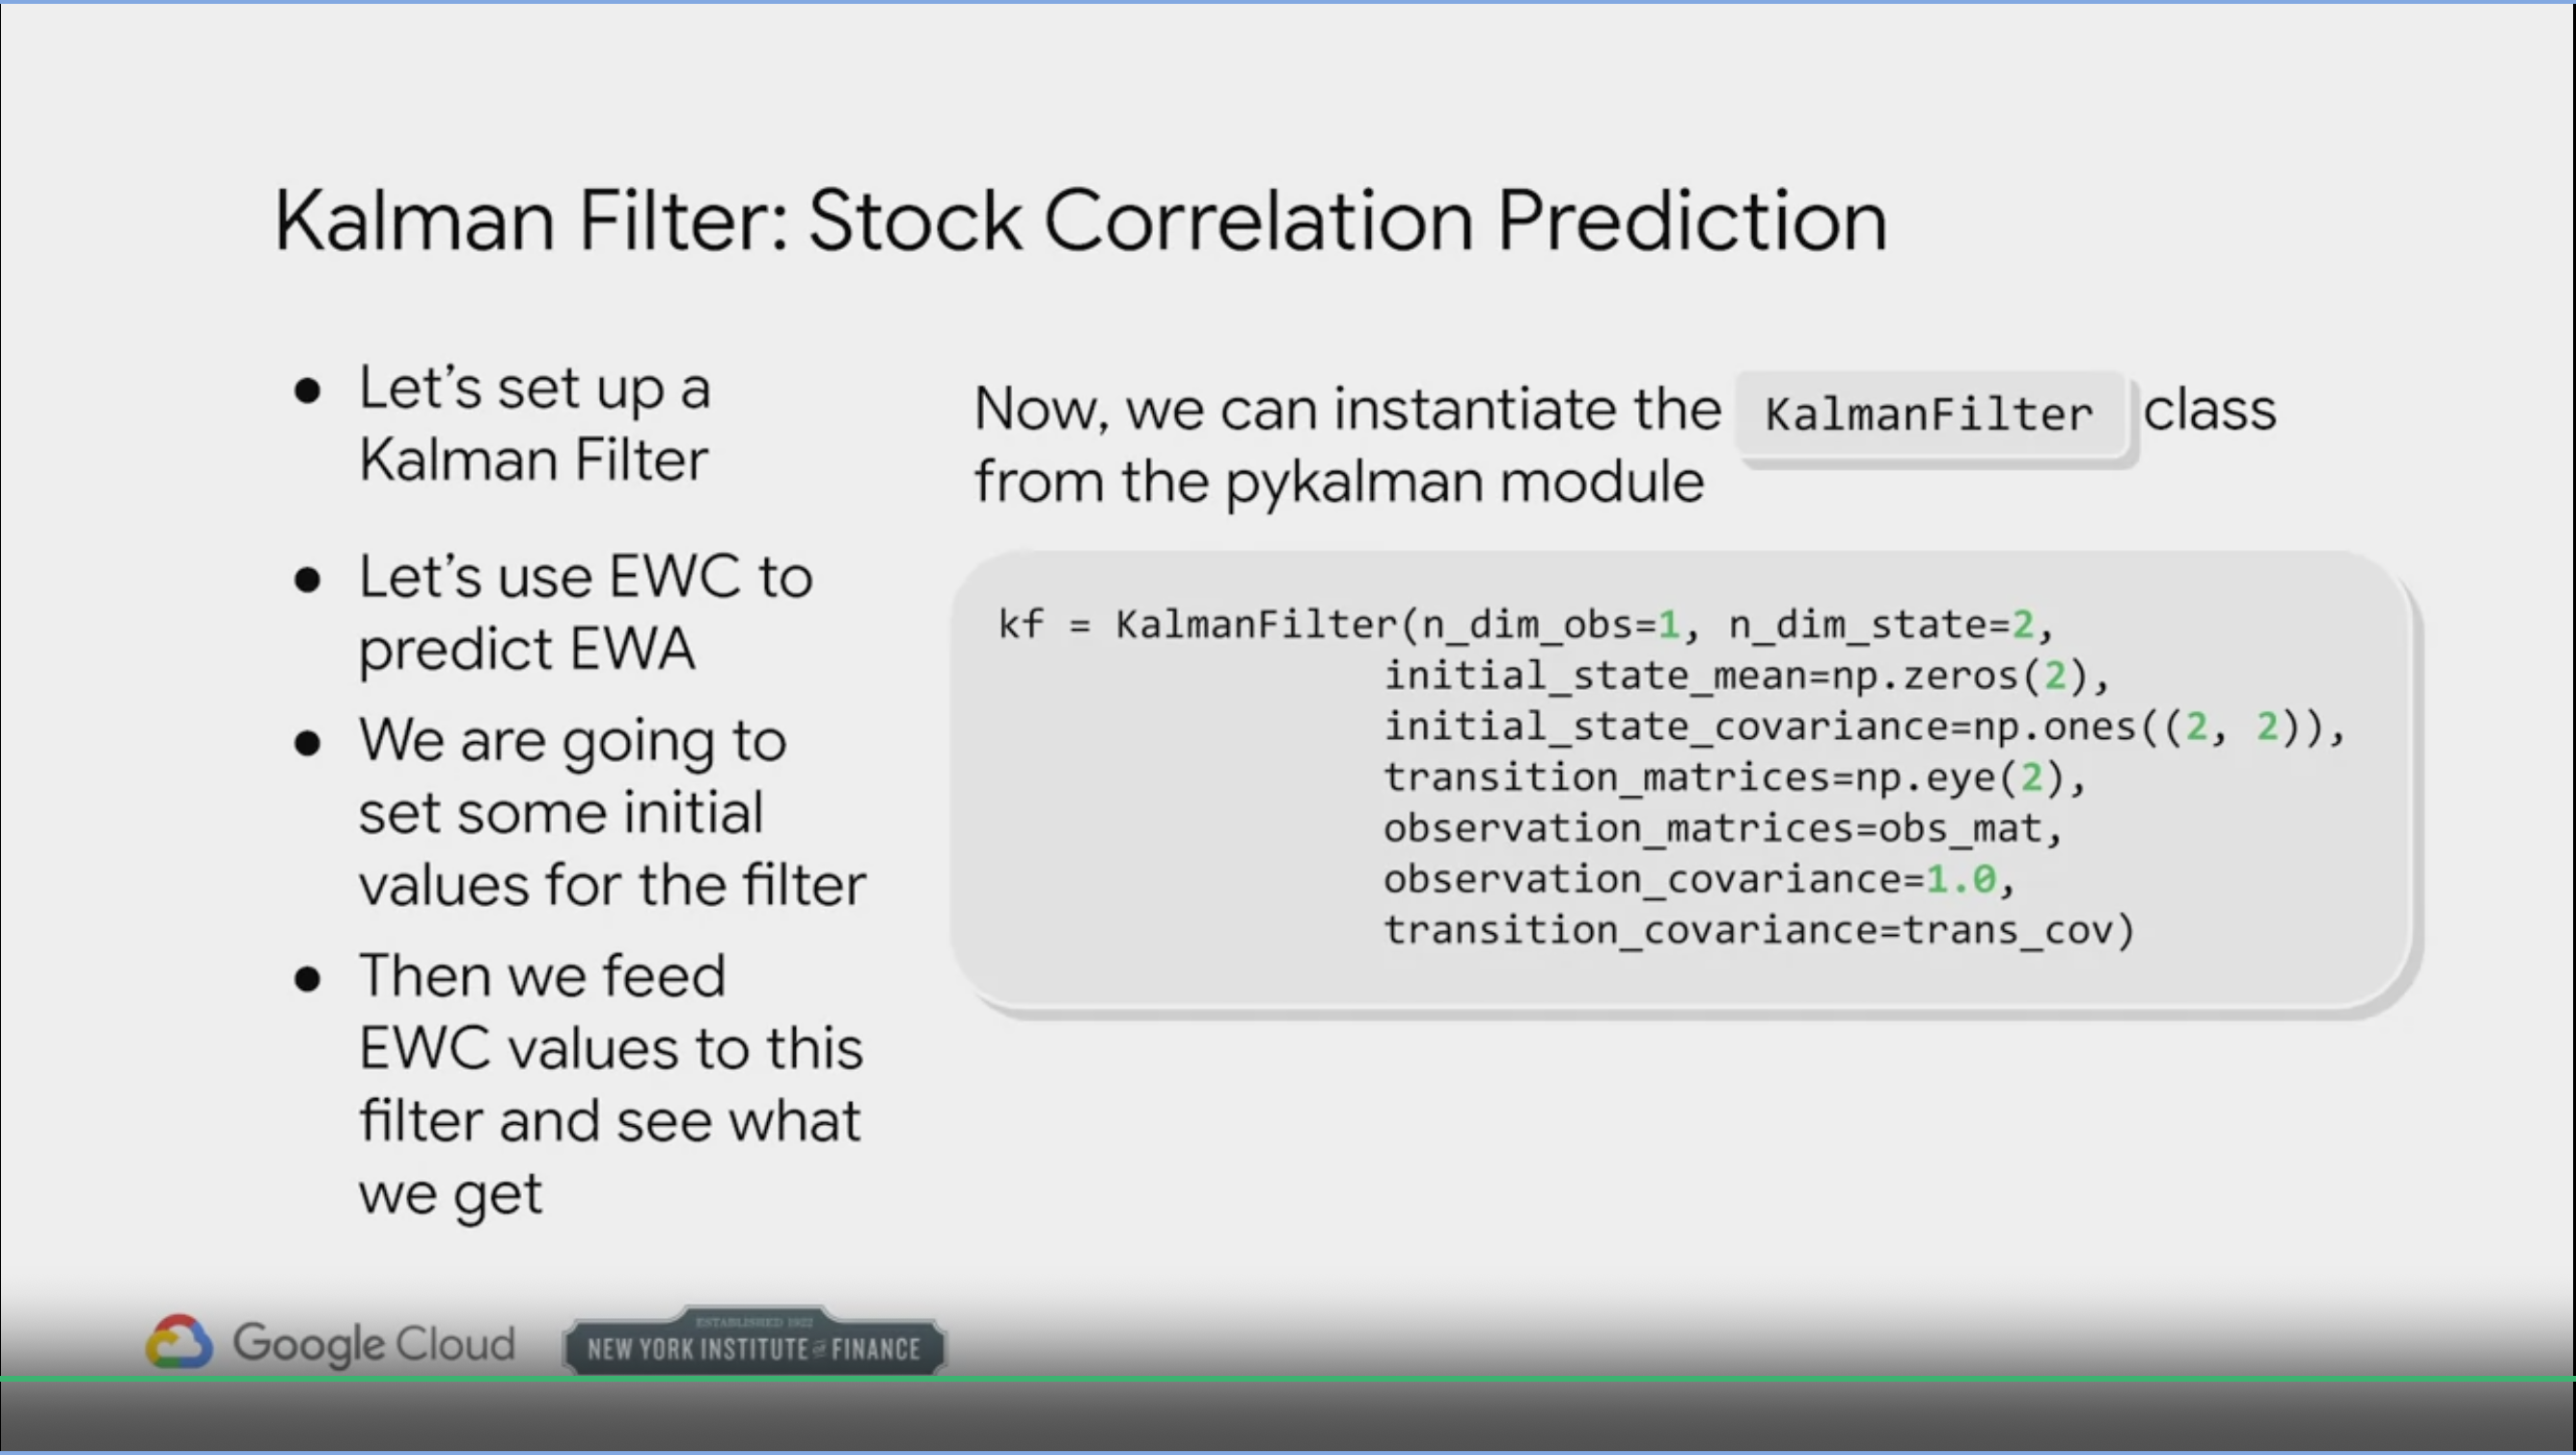 Kalman Filter: Stock Correlation Prediction
● Let’s set up a
Kalman Filter
● Let’s use EWC to
predict EWA
● We are going to
set some initial
values for the filter
● Then we feed
EWC values to this
filter and see what
we get
Now, we can instantiate the KalmanFilter class
from the pykalman module
kf = KalmanFilter(n_dim_obs=1, n_dim_state=2,
initial_state_mean=np.zeros(2),
initial_state_covariance=np.ones((2, 2)),
transition_matrices=np.eye(2),
observation_matrices=obs_mat,
observation_covariance=1.0,
transition_covariance=trans_cov)
Google Cloud
ESTABLISHED 1922
NEW YORK INSTITUTE OF FINANCE